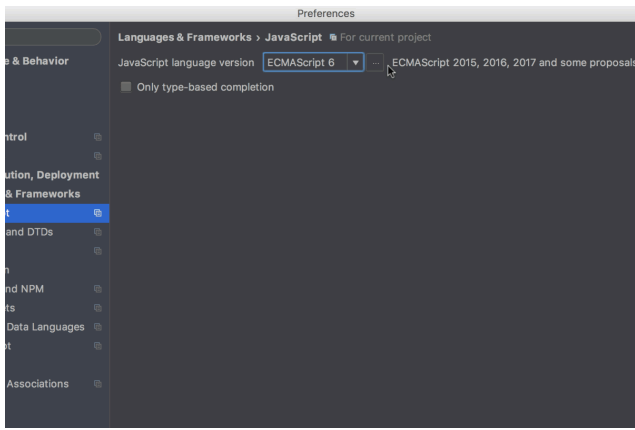 Preferences
Languages & Frameworks › JavaScript For current project
e & Behavior
JavaScript language version ECMAScript 6 ... ECMAScript 2015, 2016, 2017 and some proposals
Only type-based completion
ntrol
ution, Deployment
& Frameworks
t
and DTDs
n
nd NPM
ts
Data Languages
pt
Associations